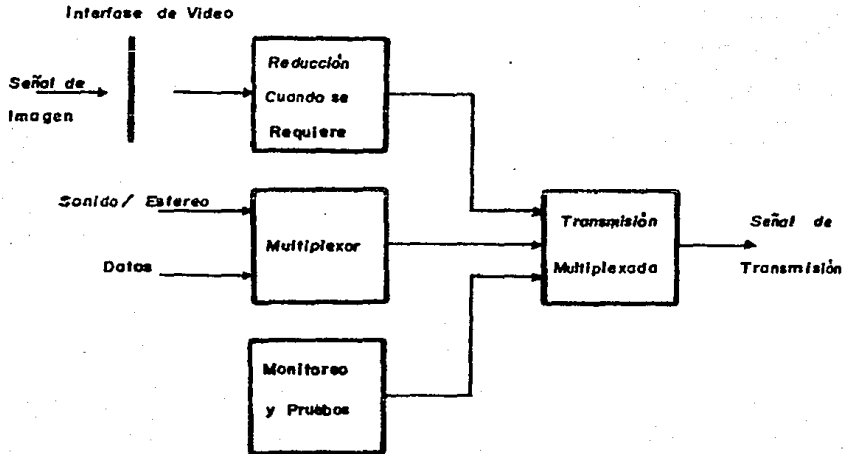 Interfase de Video
Señal de
Imagen
Reducción
Cuando se
Requiere
Sonido / Estereo
Datos
Multiplexor
Monitoreo
y Pruebas
Transmisión
Multiplexada
Señal de
Transmisión